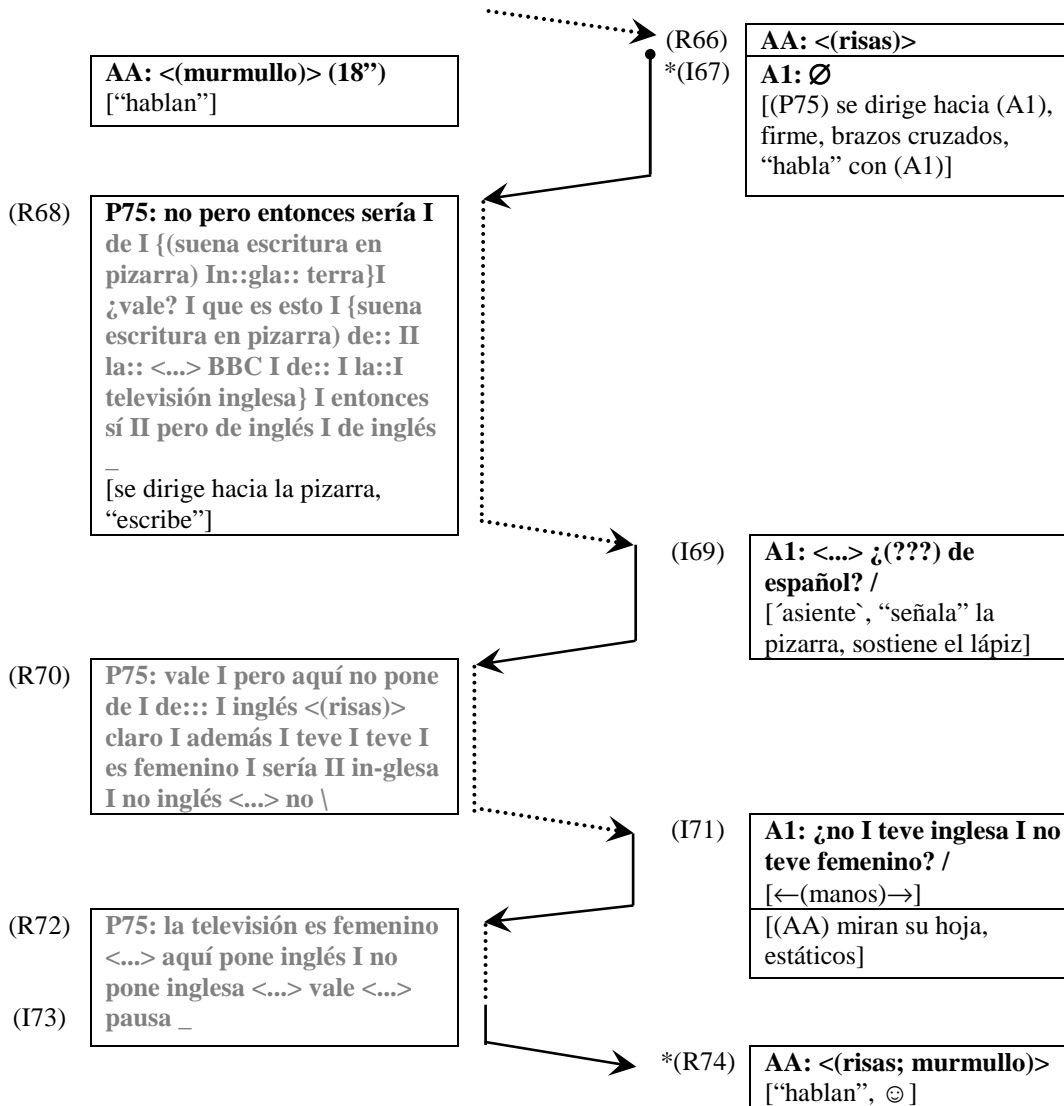 (R66)
AA: <(risas)>
AA: <(murmullo)> (18”)
[“hablan”]
*(I67)
A1: Ø
[(P75) se dirige hacia (A1),
firme, brazos cruzados,
“habla” con (A1)]
(R68)
P75: no pero entonces sería I
de I {(suena escritura en
pizarra) In::gla:: terra}I
¿vale? I que es esto I {suena
escritura en pizarra) de:: II
la:: <...> BBC I de:: I la::I
televisión inglesa} I entonces
sí II pero de inglés I de inglés
_
[se dirige hacia la pizarra,
“escribe”]
(I69)
A1: <...> ¿(???) de
español? /
[´asiente`, “señala” la
pizarra, sostiene el lápiz]
(R70)
P75: vale I pero aquí no pone
de I de::: I inglés <(risas)>
claro I además I teve I teve I
es femenino I sería II in-glesa
I no inglés <...> no \
(I71)
A1: ¿no I teve inglesa I no
teve femenino? /
[←(manos)→]
[(AA) miran su hoja,
estáticos]
(R72)
P75: la televisión es femenino
<...> aquí pone inglés I no
pone inglesa <...> vale <...>
(I73)
pausa _
*(R74)
AA: <(risas; murmullo)>
[“hablan”, ☺]